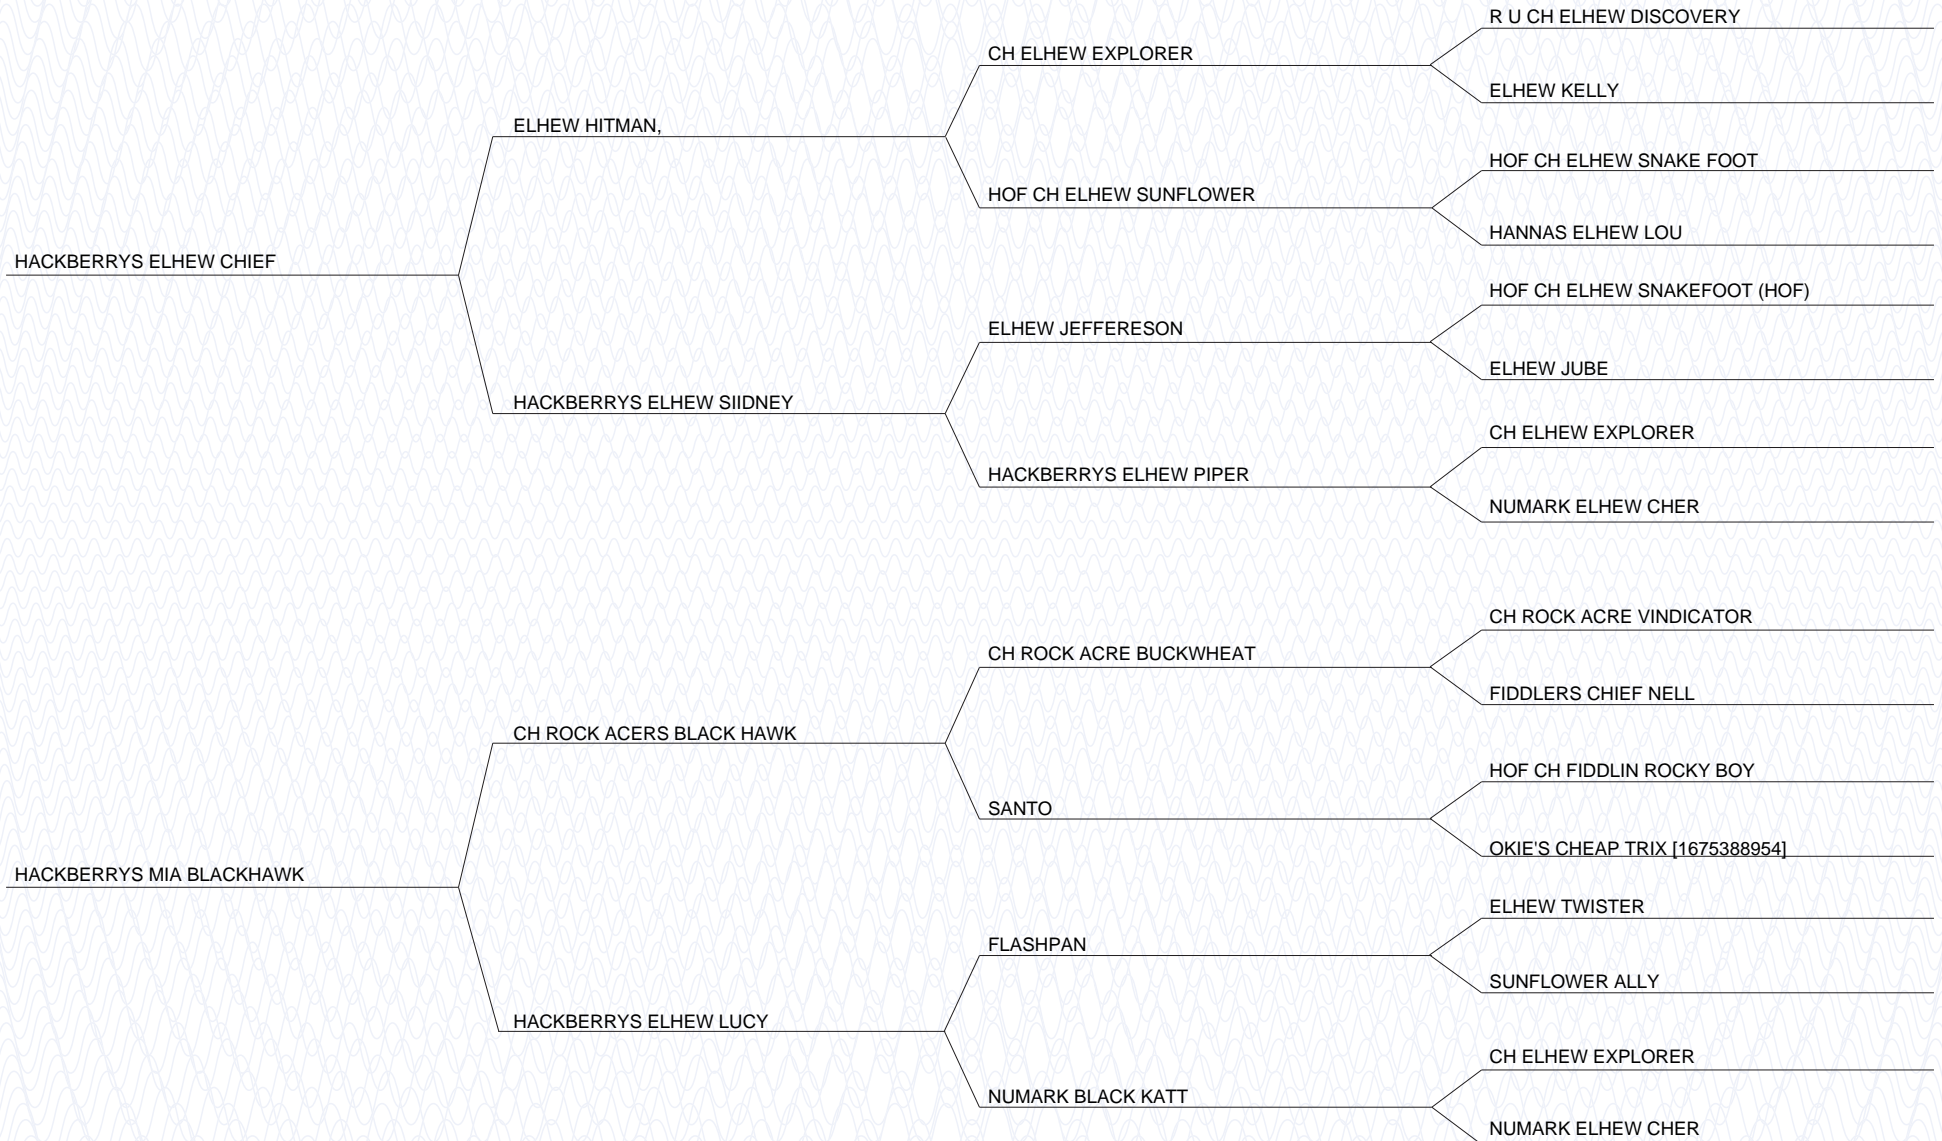 R U CH ELHEW DISCOVERY
CH ELHEW EXPLORER
ELHEW KELLY
ELHEW HITMAN,
HOF CH ELHEW SNAKE FOOT
HOF CH ELHEW SUNFLOWER
HANNAS ELHEW LOU
HACKBERRYS ELHEW CHIEF
HOF CH ELHEW SNAKEFOOT (HOF)
ELHEW JEFFERESON
ELHEW JUBE
HACKBERRYS ELHEW SIIDNEY
CH ELHEW EXPLORER
HACKBERRYS ELHEW PIPER
NUMARK ELHEW CHER
CH ROCK ACRE VINDICATOR
CH ROCK ACRE BUCKWHEAT
FIDDLERS CHIEF NELL
CH ROCK ACERS BLACK HAWK
HOF CH FIDDLIN ROCKY BOY
SANTO
OKIE'S CHEAP TRIX [1675388954]
HACKBERRYS MIA BLACKHAWK
ELHEW TWISTER
FLASHPAN
SUNFLOWER ALLY
HACKBERRYS ELHEW LUCY
CH ELHEW EXPLORER
NUMARK BLACK KATT
NUMARK ELHEW CHER